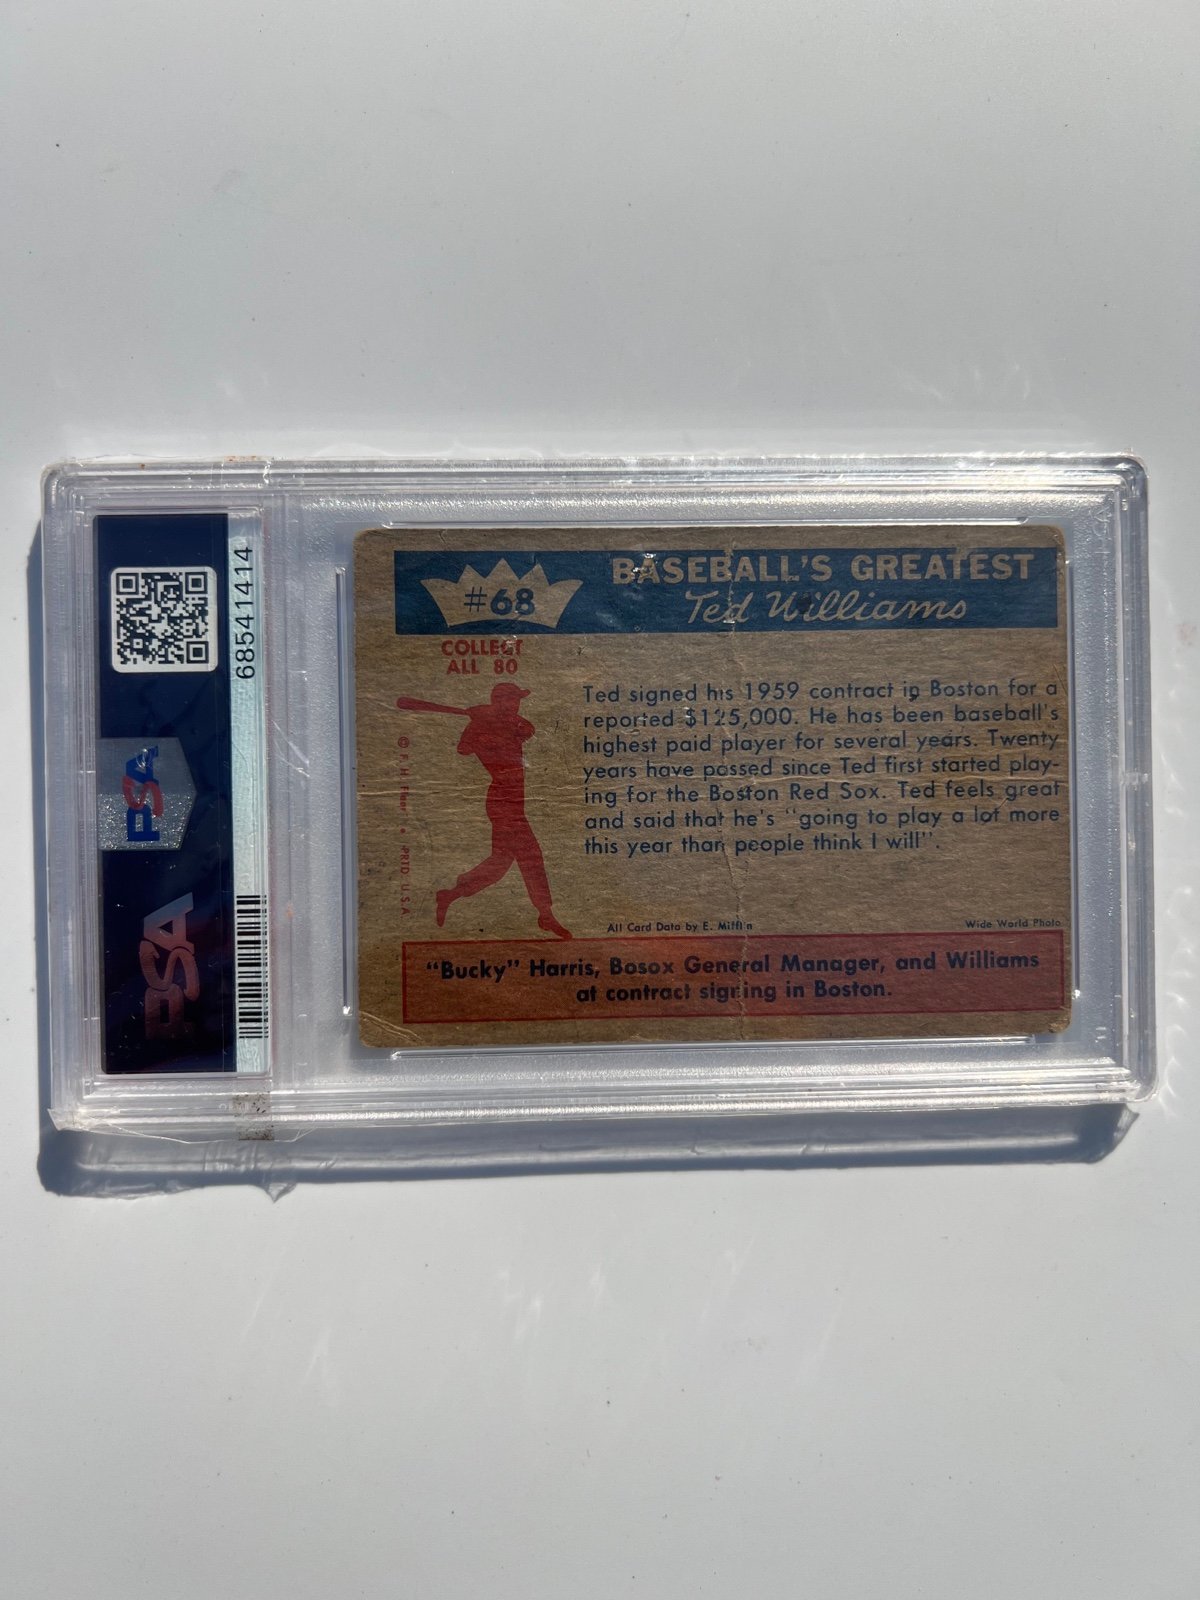 68541414
PSA
PSA
#68
BASEBALL'S GREATEST
Ted Williams
COLLECT
ALL 80
Ted signed his 1959 contract in Boston for a
reported $125,000. He has been baseball's
highest paid player for several years. Twenty
years have passed since Ted first started play-
ing for the Boston Red Sox. Ted feels great
and said that he's "going to play a lot more
this year than people think I will".
© F. H. Fleer • PRTD. U.S.A
All Card Data by E. Mifflin
Wide World Photo
"Bucky" Harris, Bosox General Manager, and Williams
at contract signing in Boston.